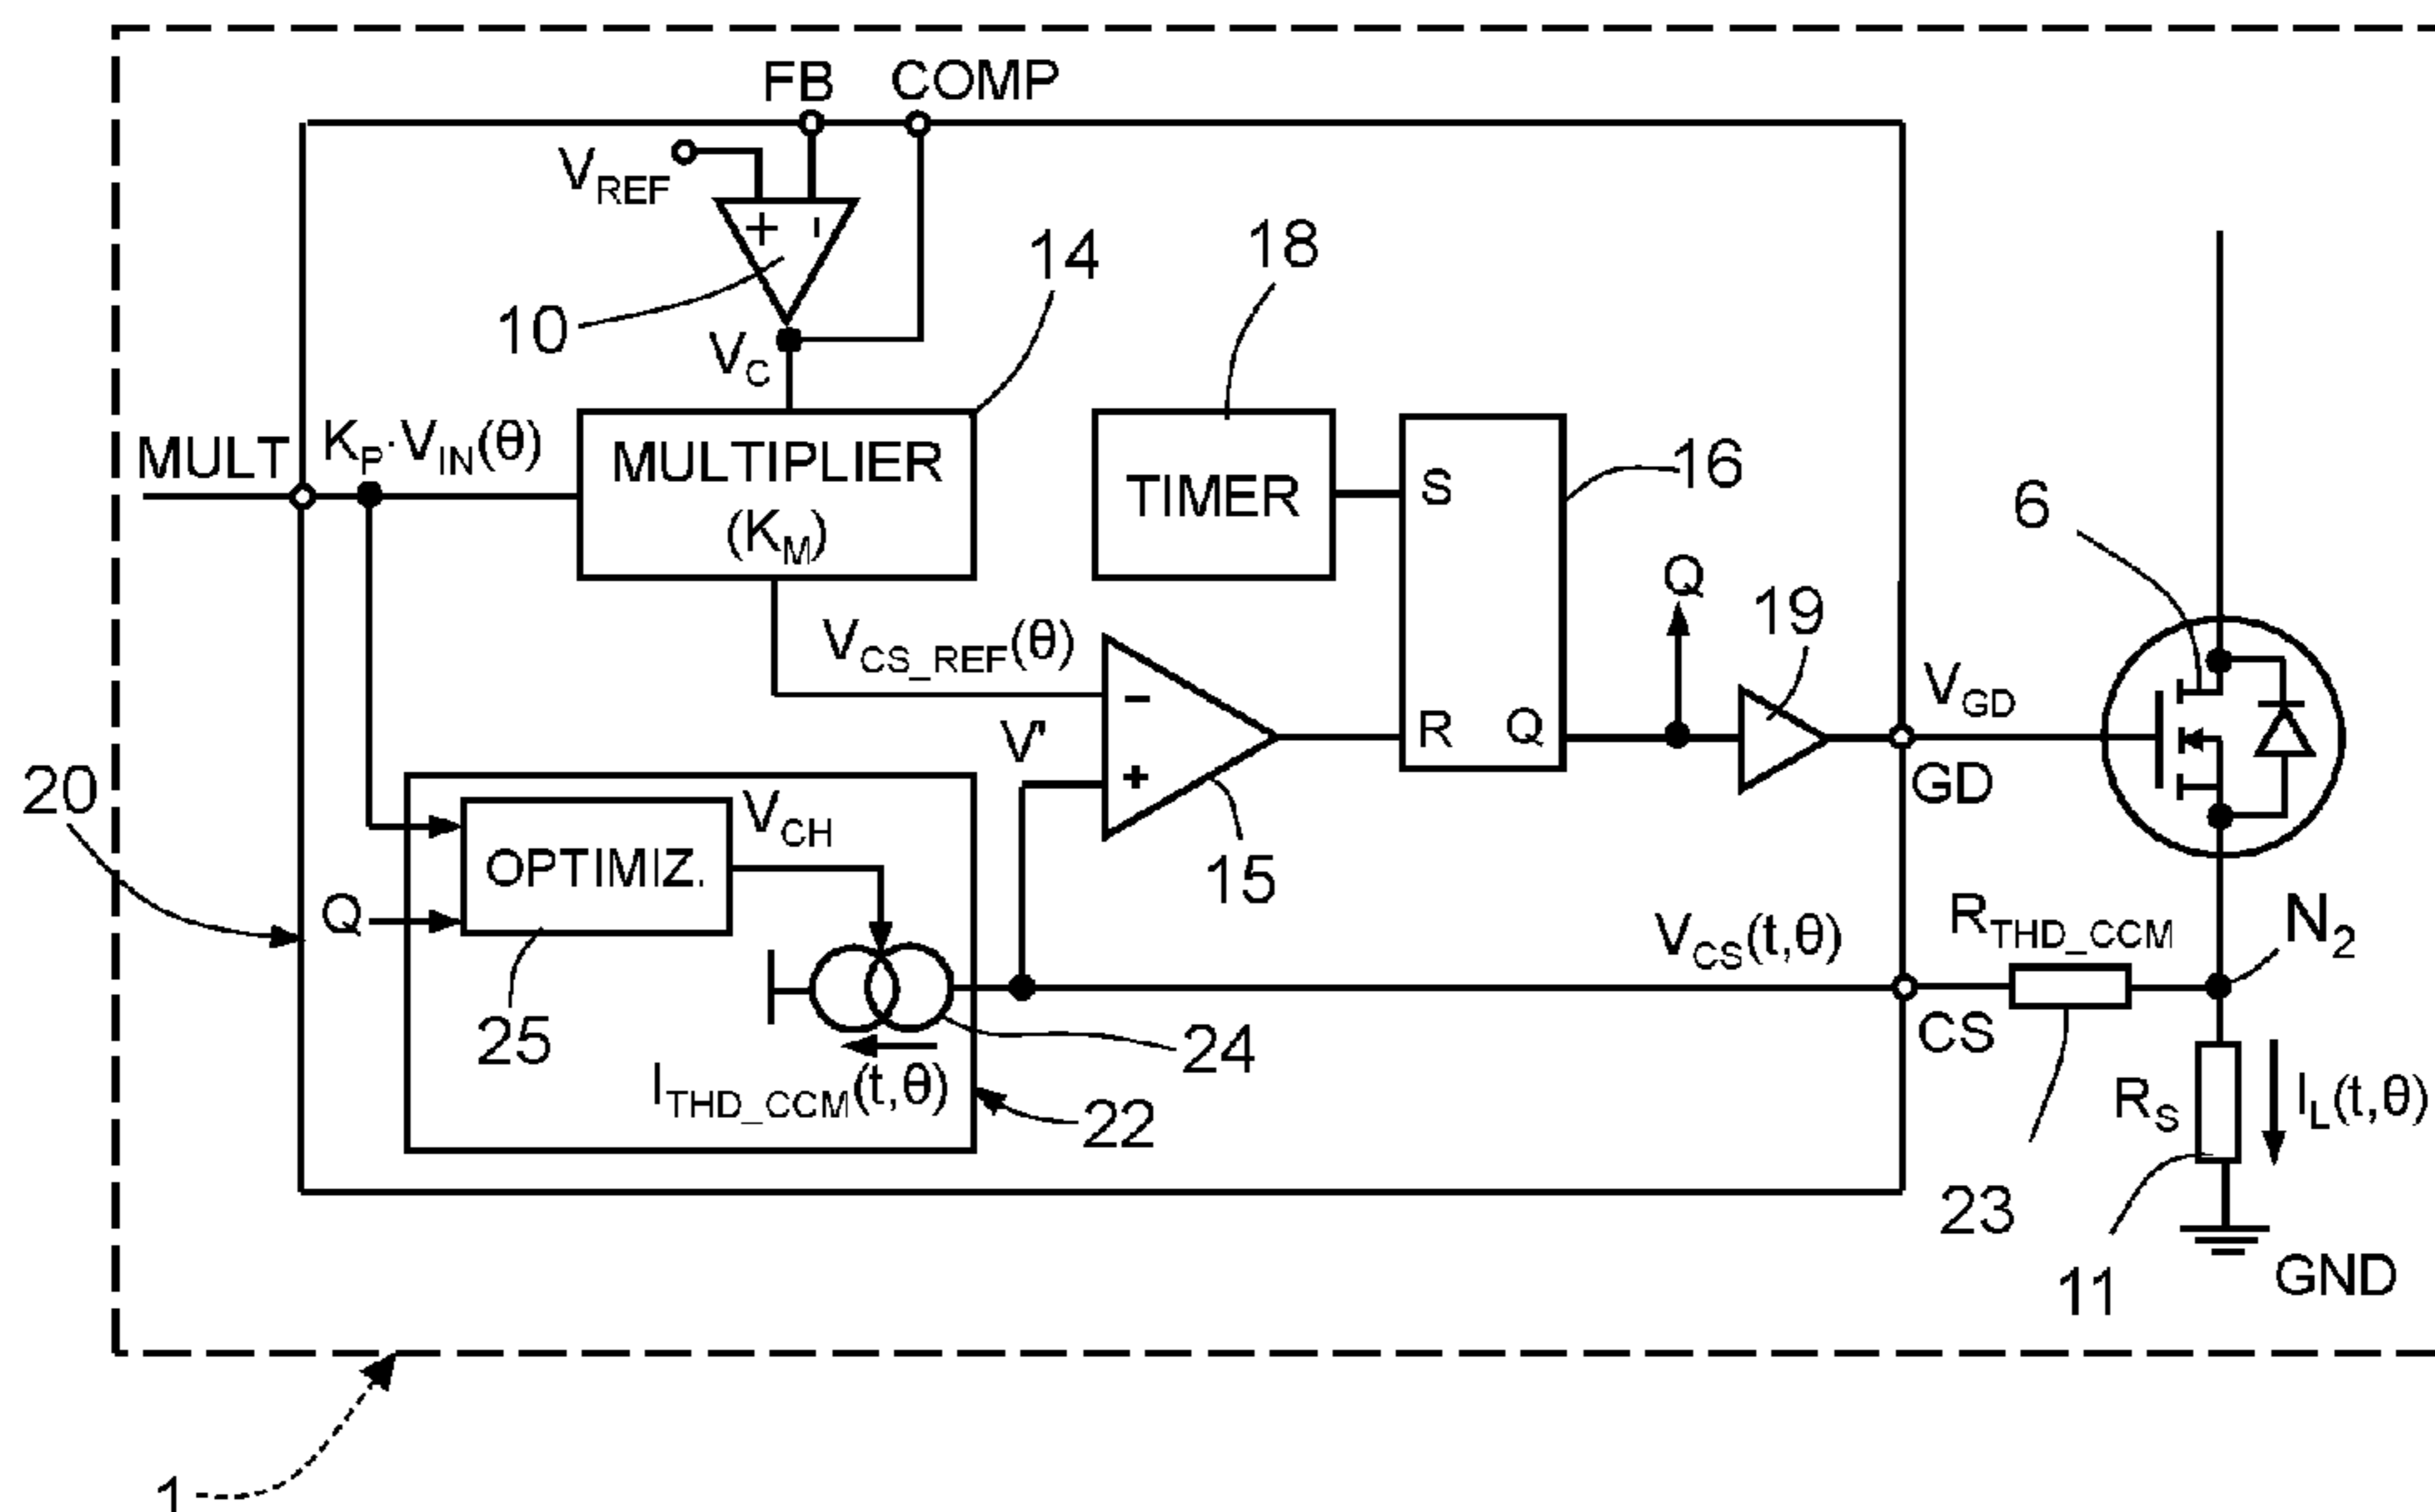 FB COMP
V_REF
+ -
10
V_C
14
18
MULT
K_P·V_IN(θ)
MULTIPLIER
(K_M)
TIMER
S
16
6
Q
19
V_CS_REF(θ)
-
V'
+
15
R Q
V_GD
GD
20
V_CH
OPTIMIZ.
Q
25
24
I_THD_CCM(t,θ)
22
V_CS(t,θ)
R_THD_CCM
N_2
CS
23
R_S
I_L(t,θ)
11
GND
1